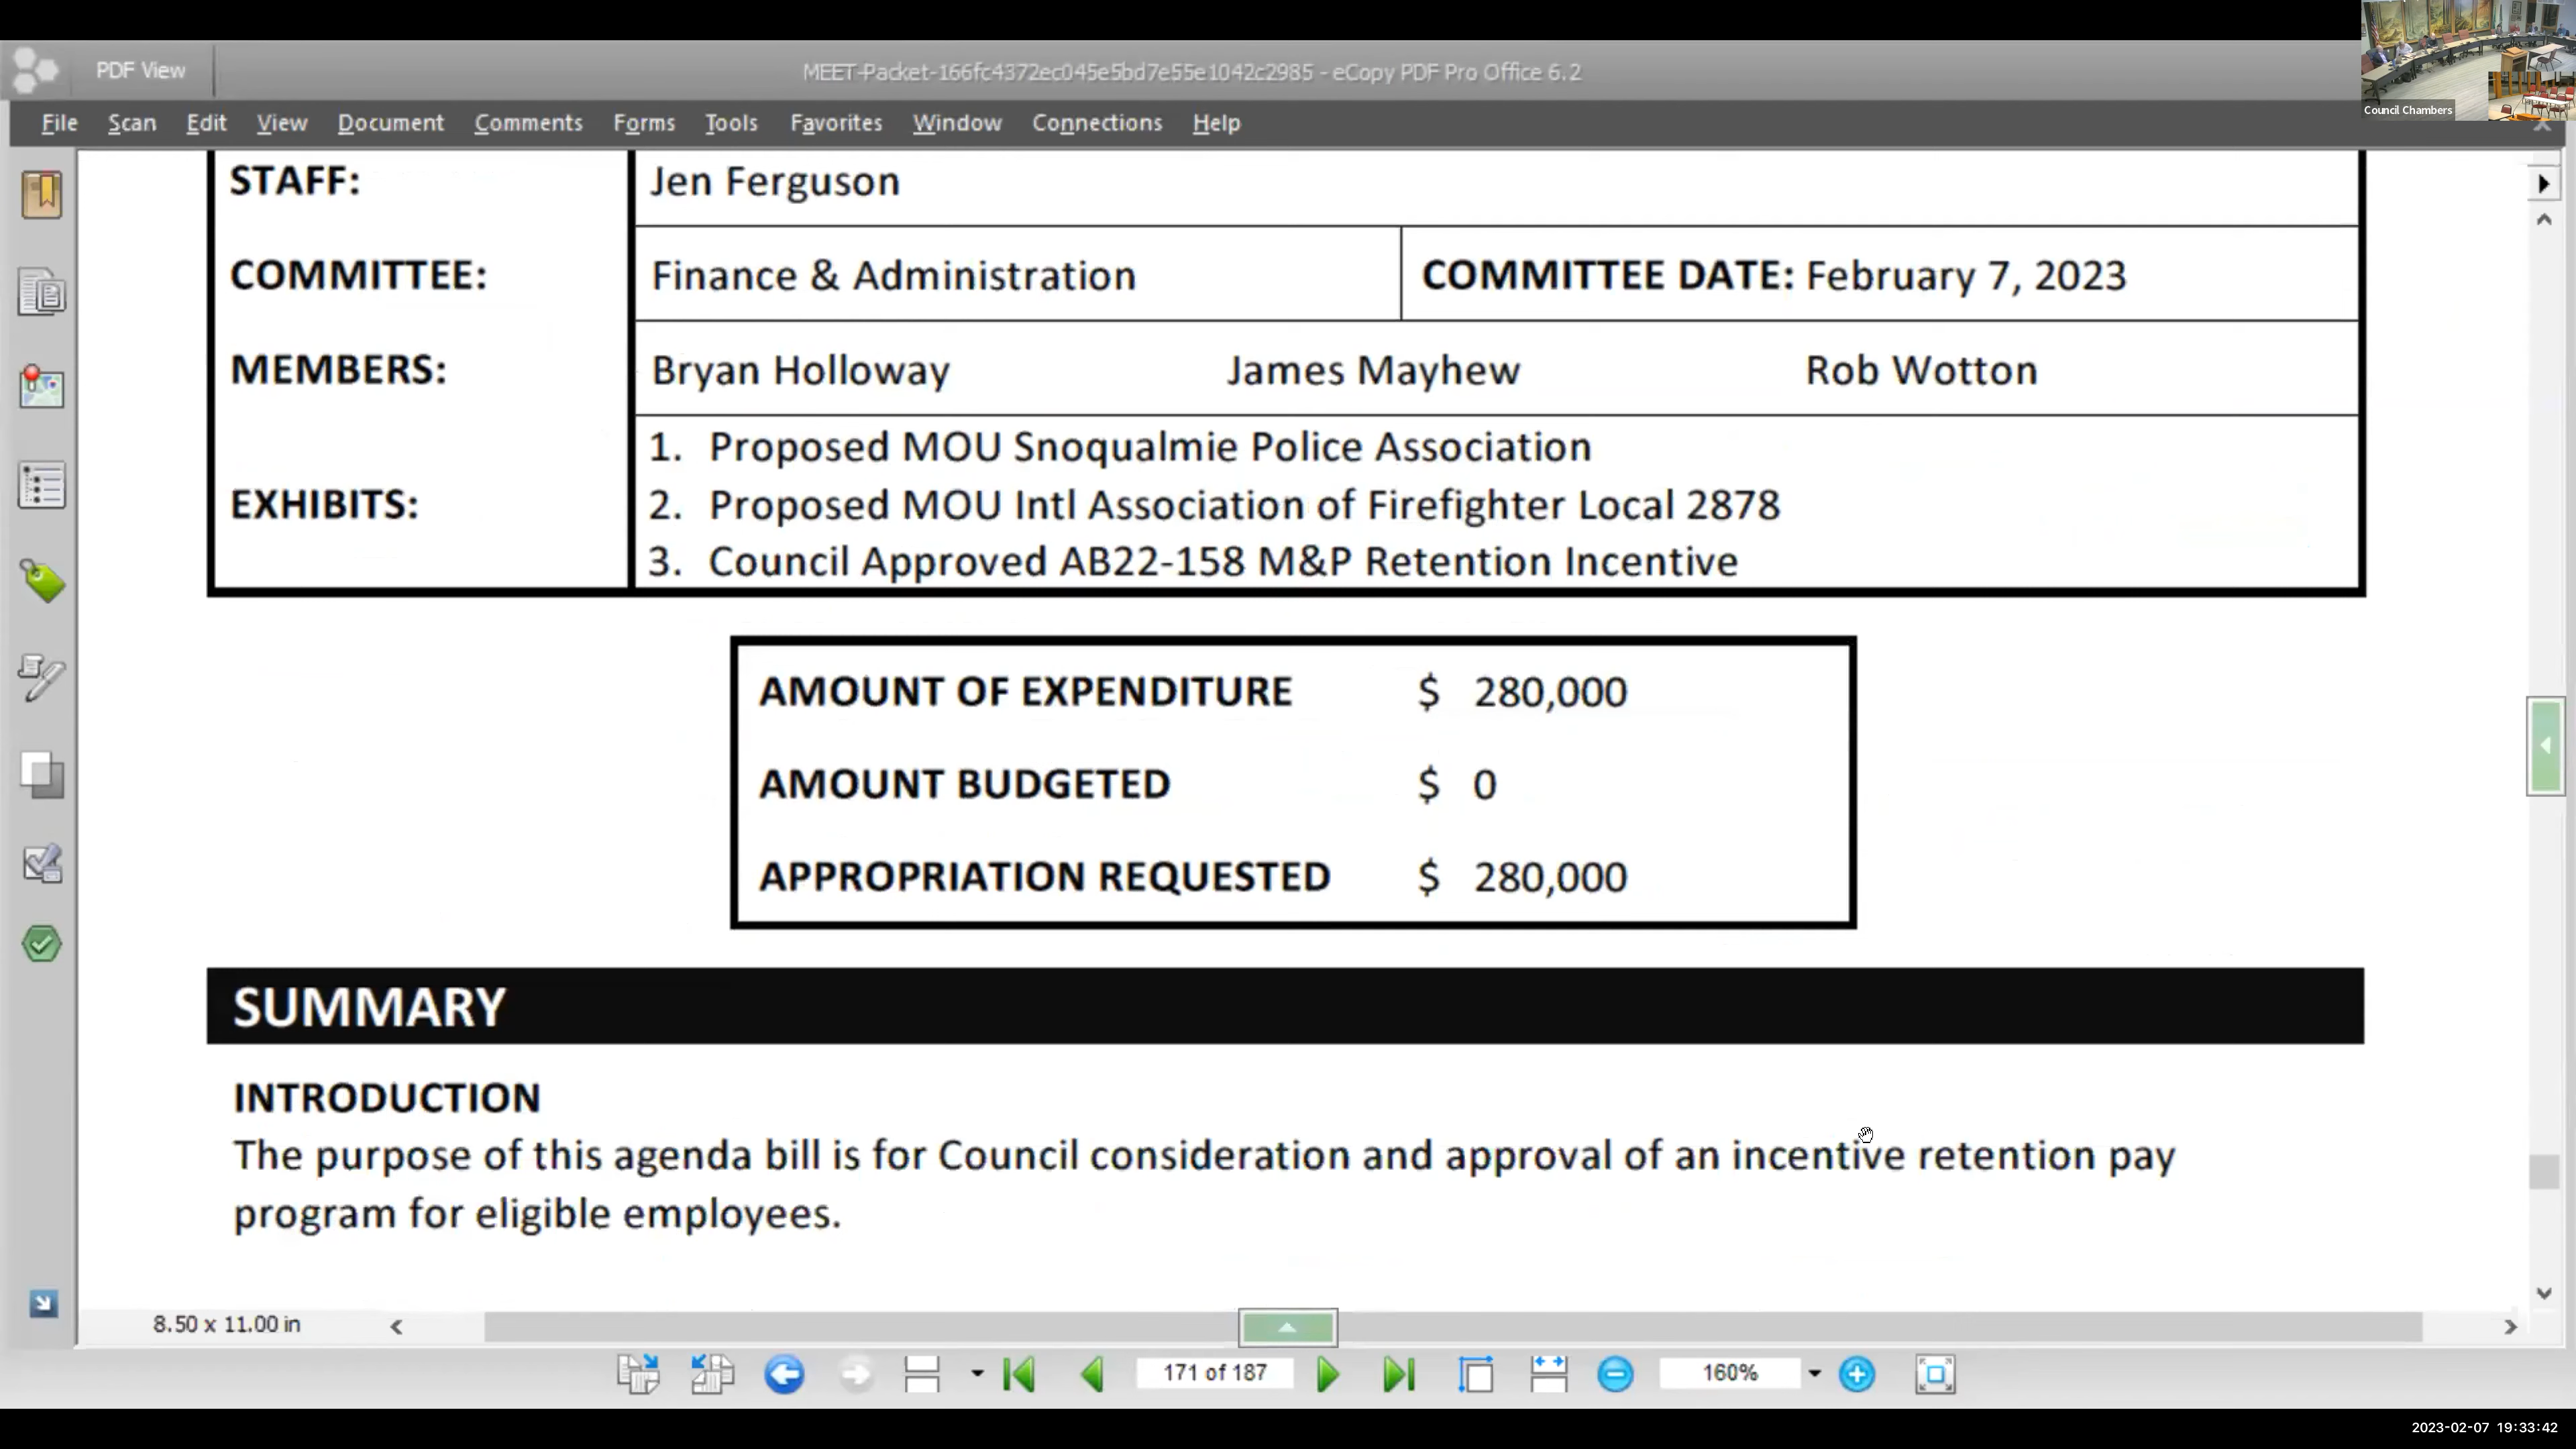 PDF View
MEET-Packet-166fc4372ec045e5bd7e55e1042c2985 - eCopy PDF Pro Office 6.2
Council Chambers
File Scan Edit View Document Comments Forms Tools Favorites Window Connections Help
STAFF: Jen Ferguson
COMMITTEE: Finance & Administration COMMITTEE DATE: February 7, 2023
MEMBERS: Bryan Holloway James Mayhew Rob Wotton
EXHIBITS:
1. Proposed MOU Snoqualmie Police Association
2. Proposed MOU Intl Association of Firefighter Local 2878
3. Council Approved AB22-158 M&P Retention Incentive
AMOUNT OF EXPENDITURE $ 280,000
AMOUNT BUDGETED $ 0
APPROPRIATION REQUESTED $ 280,000
SUMMARY
INTRODUCTION
The purpose of this agenda bill is for Council consideration and approval of an incentive retention pay
program for eligible employees.
8.50 x 11.00 in
171 of 187
160%
2023-02-07 19:33:42